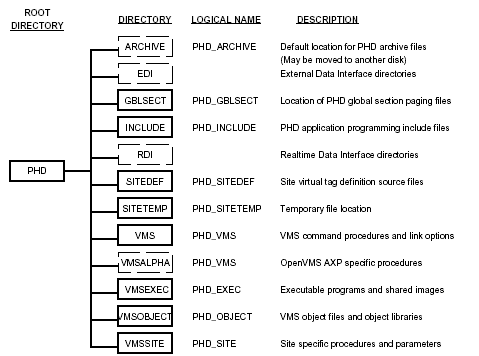 ROOT DIRECTORY DIRECTORY LOGICAL NAME DESCRIPTION
ARCHIVE PHD_ARCHIVE Default location for PHD archive files
(May be moved to another disk)
EDI External Data Interface directories
GBLSECT PHD_GBLSECT Location of PHD global section paging files
INCLUDE PHD_INCLUDE PHD application programming include files
RDI Realtime Data Interface directories
PHD
SITEDEF PHD_SITEDEF Site virtual tag definition source files
SITETEMP PHD_SITETEMP Temporary file location
VMS PHD_VMS VMS command procedures and link options
VMSALPHA PHD_VMS OpenVMS AXP specific procedures
VMSEXEC PHD_EXEC Executable programs and shared images
VMSOBJECT PHD_OBJECT VMS object files and object libraries
VMSSITE PHD_SITE Site specific procedures and parameters